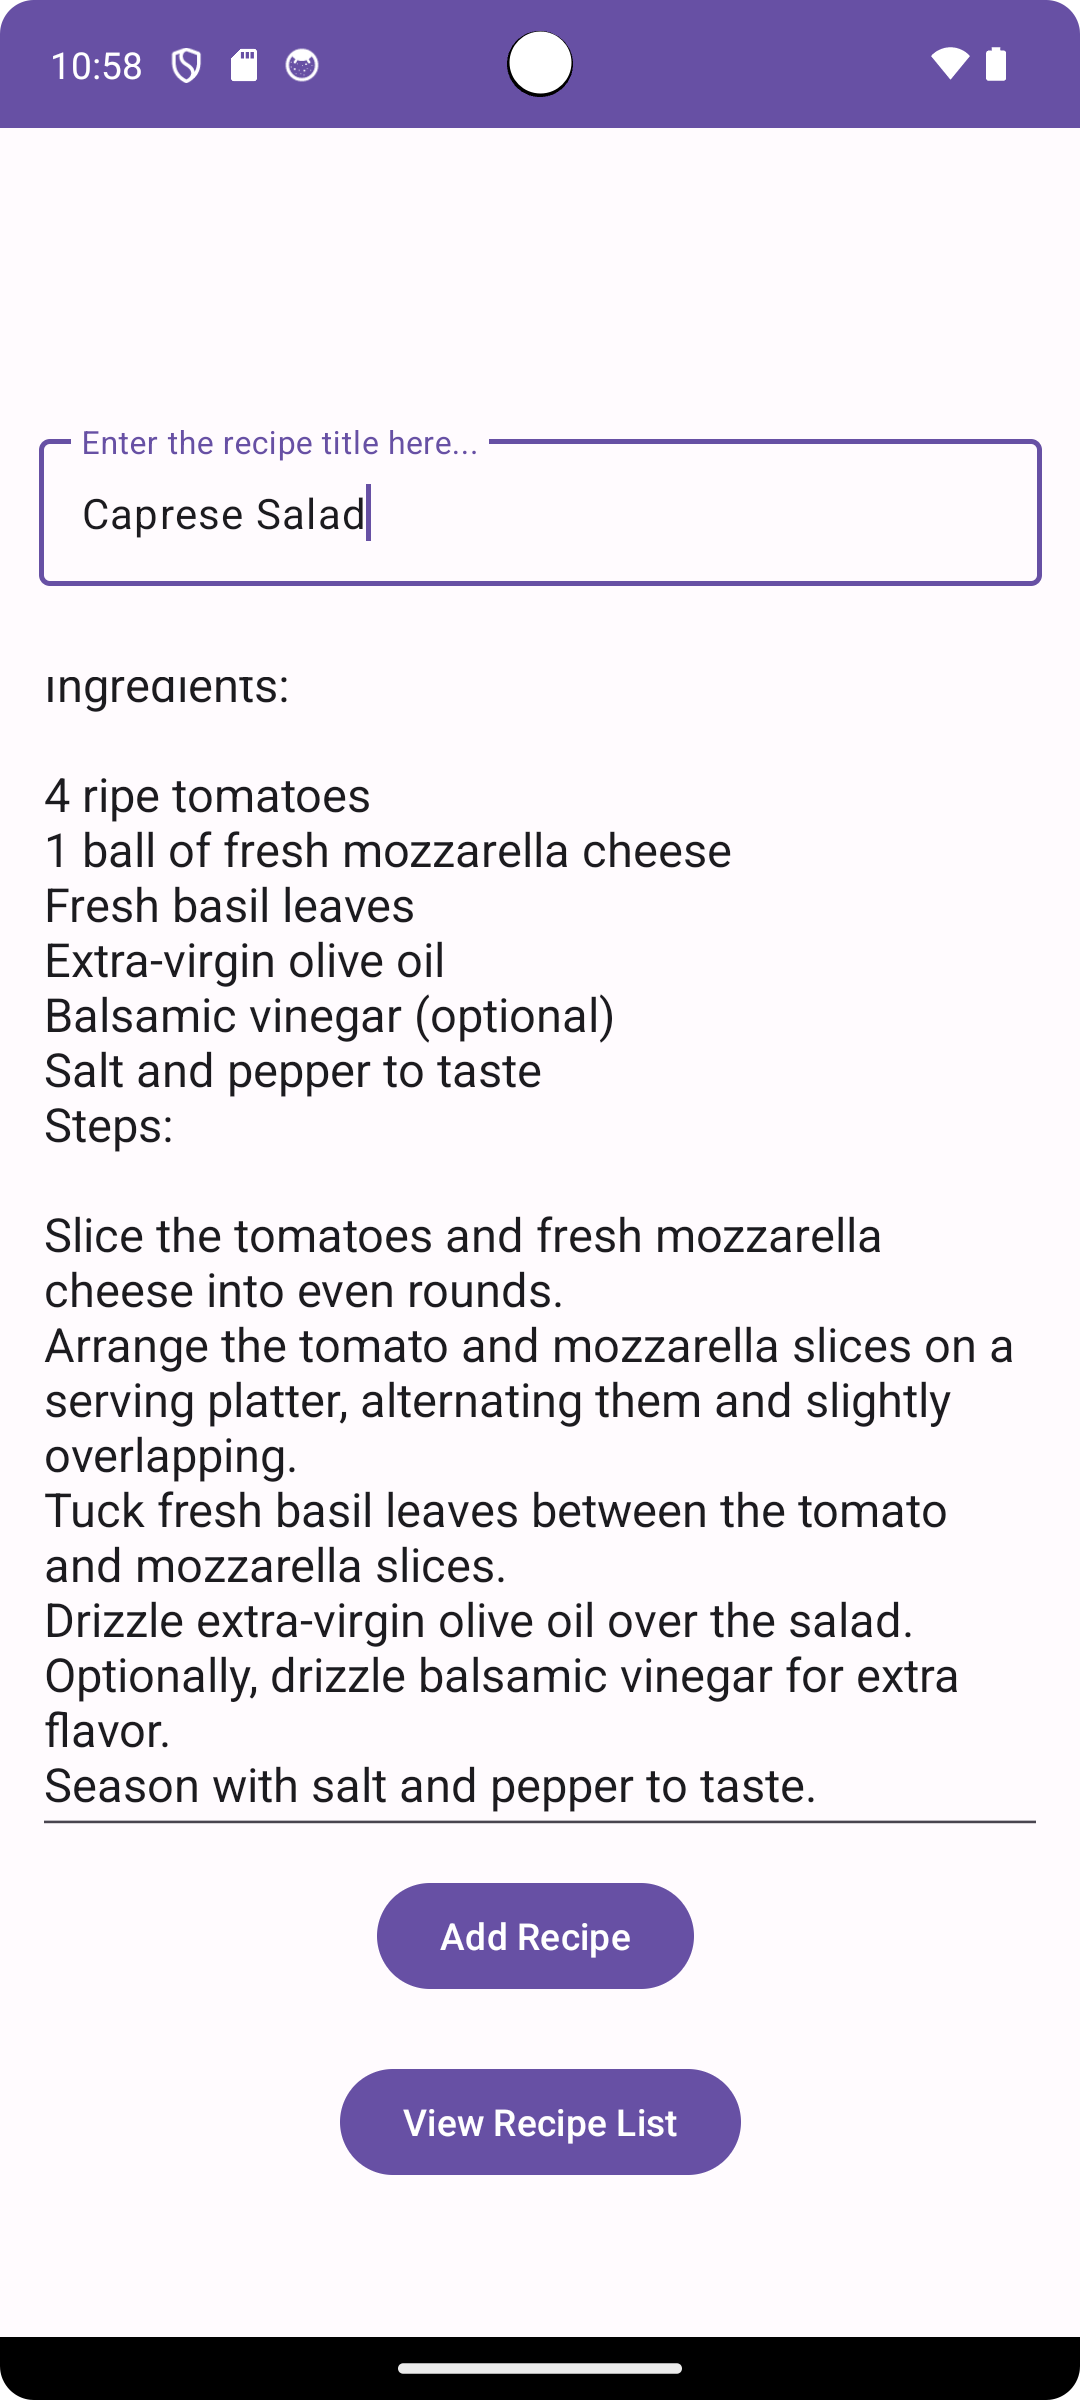 10:58
Enter the recipe title here...
Caprese Salad
Ingredients:
4 ripe tomatoes
1 ball of fresh mozzarella cheese
Fresh basil leaves
Extra-virgin olive oil
Balsamic vinegar (optional)
Salt and pepper to taste
Steps:
Slice the tomatoes and fresh mozzarella
cheese into even rounds.
Arrange the tomato and mozzarella slices on a
serving platter, alternating them and slightly
overlapping.
Tuck fresh basil leaves between the tomato
and mozzarella slices.
Drizzle extra-virgin olive oil over the salad.
Optionally, drizzle balsamic vinegar for extra
flavor.
Season with salt and pepper to taste.
Add Recipe
View Recipe List